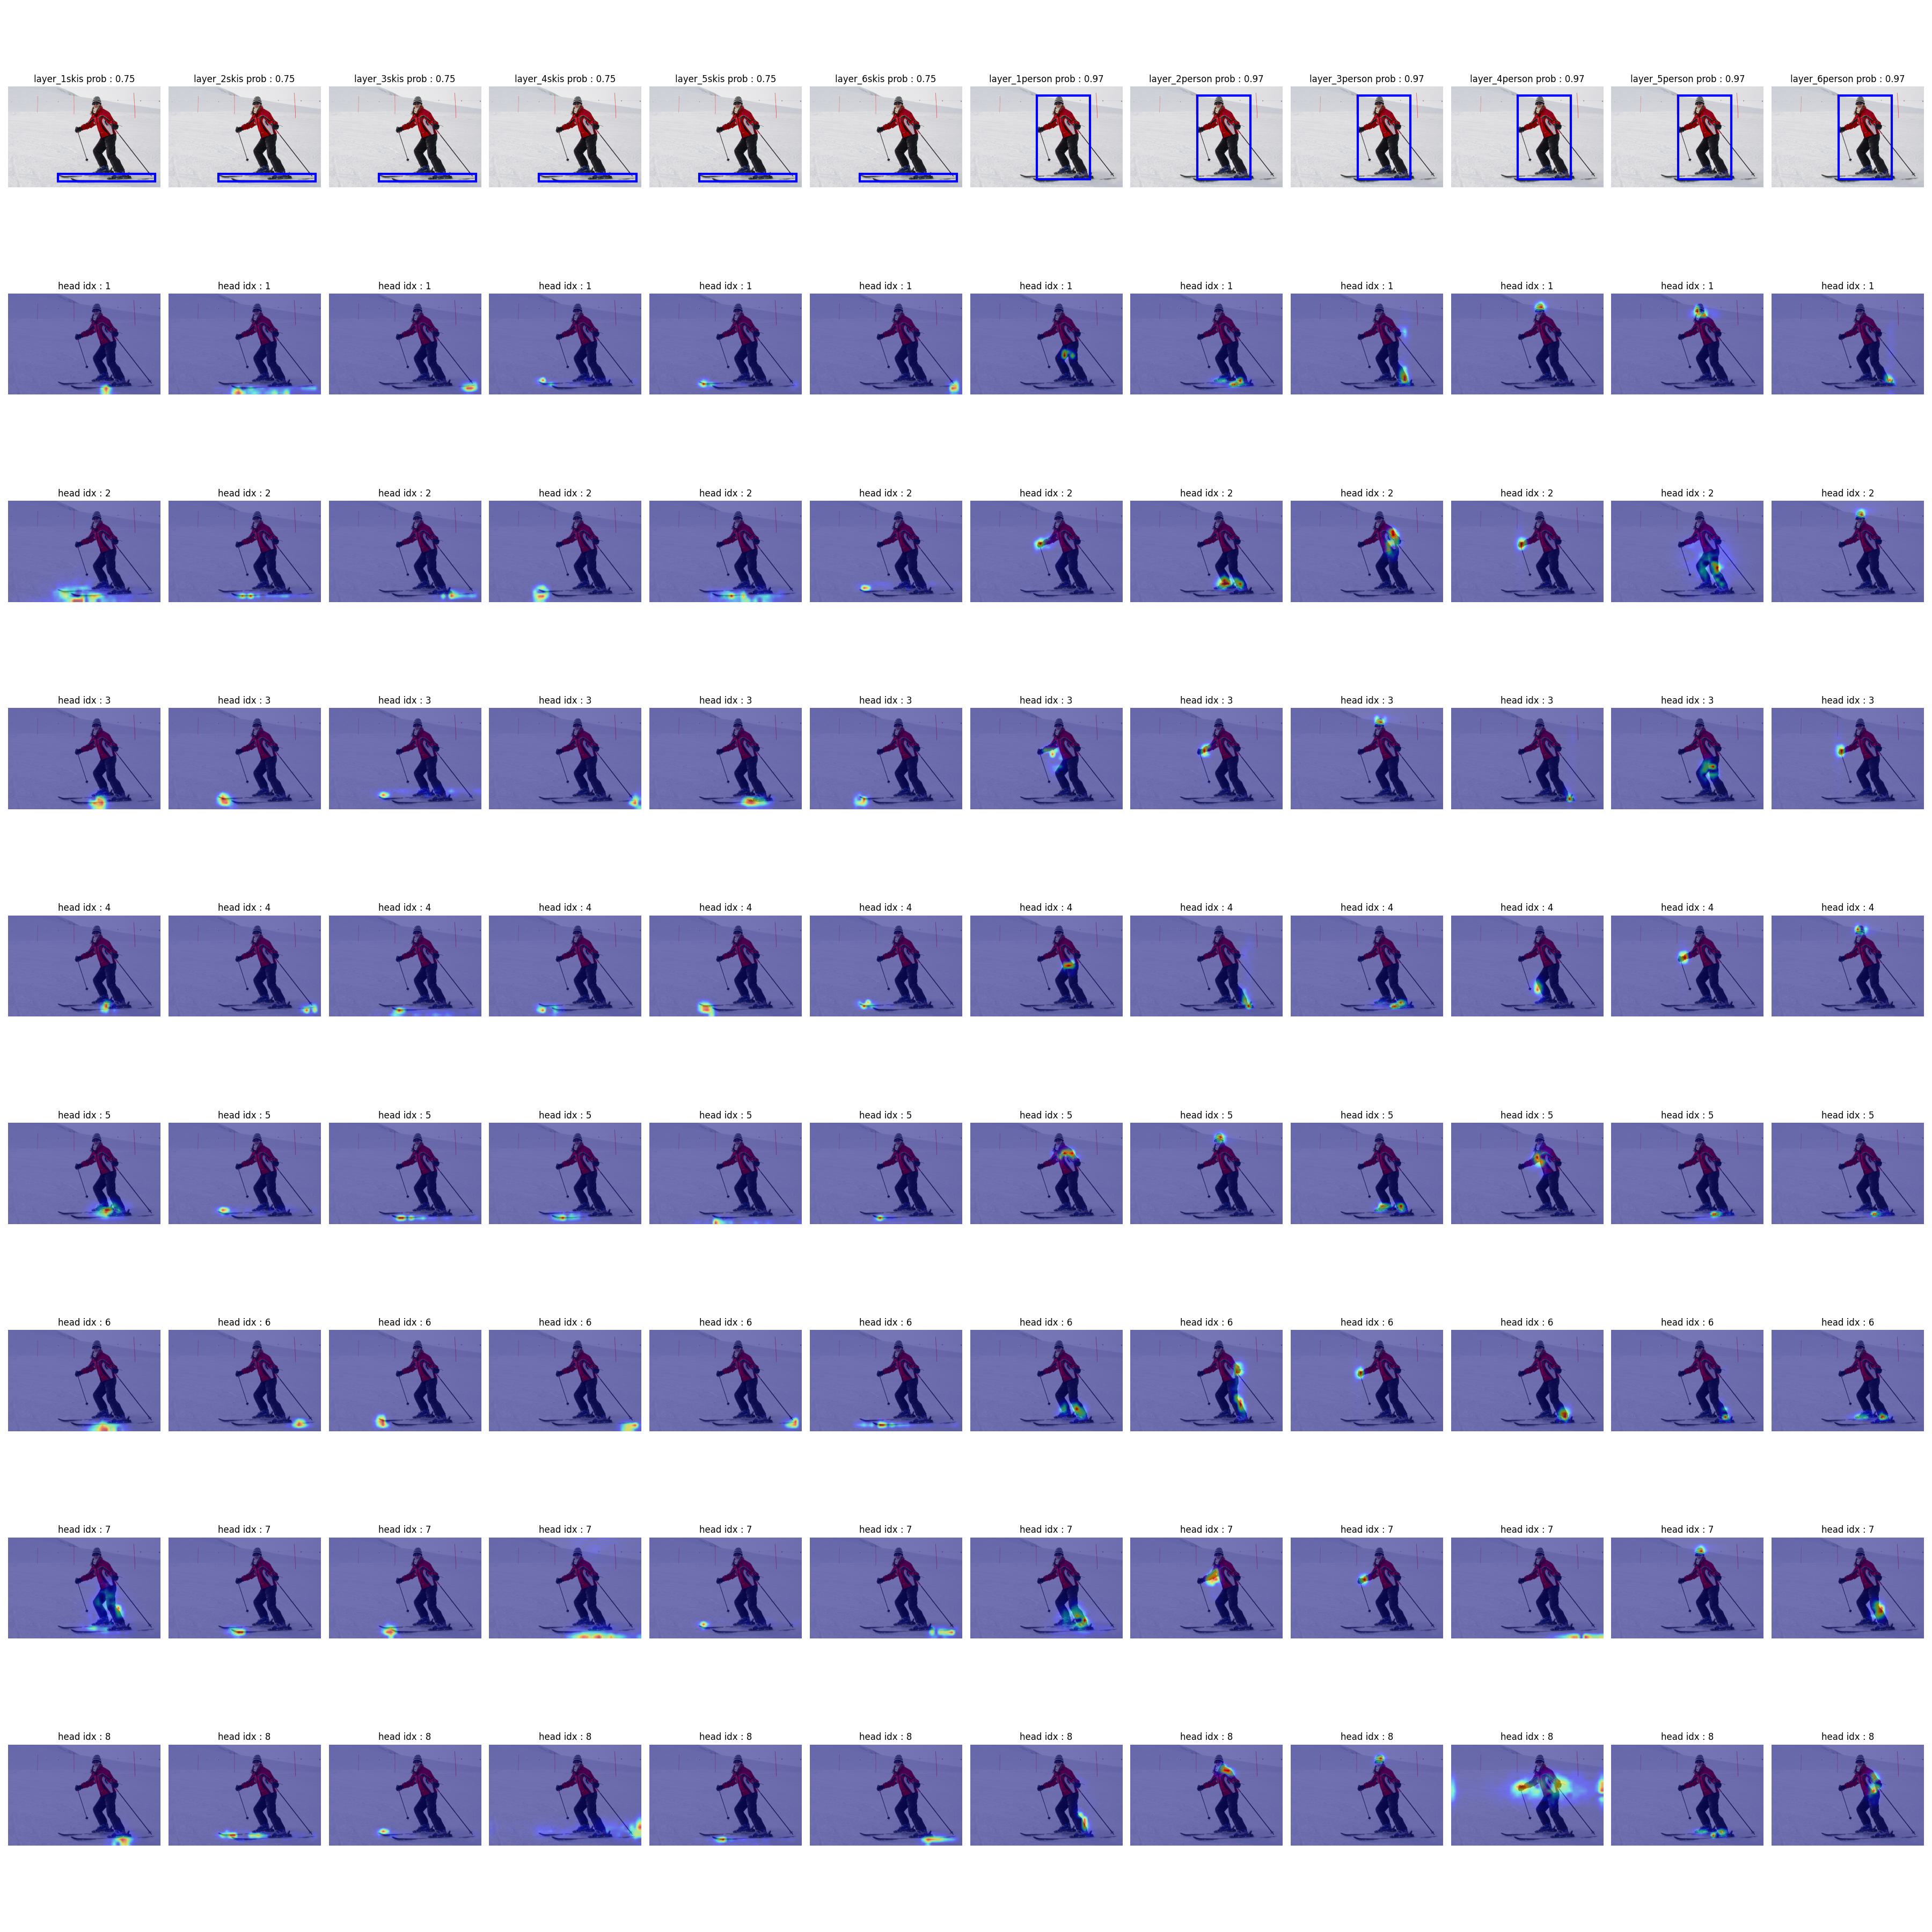 layer_1skis prob : 0.75 layer_2skis prob : 0.75 layer_3skis prob : 0.75 layer_4skis prob : 0.75 layer_5skis prob : 0.75 layer_6skis prob : 0.75 layer_1person prob : 0.97 layer_2person prob : 0.97 layer_3person prob : 0.97 layer_4person prob : 0.97 layer_5person prob : 0.97 layer_6person prob : 0.97
head idx : 1 head idx : 1 head idx : 1 head idx : 1 head idx : 1 head idx : 1 head idx : 1 head idx : 1 head idx : 1 head idx : 1 head idx : 1 head idx : 1
head idx : 2 head idx : 2 head idx : 2 head idx : 2 head idx : 2 head idx : 2 head idx : 2 head idx : 2 head idx : 2 head idx : 2 head idx : 2 head idx : 2
head idx : 3 head idx : 3 head idx : 3 head idx : 3 head idx : 3 head idx : 3 head idx : 3 head idx : 3 head idx : 3 head idx : 3 head idx : 3 head idx : 3
head idx : 4 head idx : 4 head idx : 4 head idx : 4 head idx : 4 head idx : 4 head idx : 4 head idx : 4 head idx : 4 head idx : 4 head idx : 4 head idx : 4
head idx : 5 head idx : 5 head idx : 5 head idx : 5 head idx : 5 head idx : 5 head idx : 5 head idx : 5 head idx : 5 head idx : 5 head idx : 5 head idx : 5
head idx : 6 head idx : 6 head idx : 6 head idx : 6 head idx : 6 head idx : 6 head idx : 6 head idx : 6 head idx : 6 head idx : 6 head idx : 6 head idx : 6
head idx : 7 head idx : 7 head idx : 7 head idx : 7 head idx : 7 head idx : 7 head idx : 7 head idx : 7 head idx : 7 head idx : 7 head idx : 7 head idx : 7
head idx : 8 head idx : 8 head idx : 8 head idx : 8 head idx : 8 head idx : 8 head idx : 8 head idx : 8 head idx : 8 head idx : 8 head idx : 8 head idx : 8